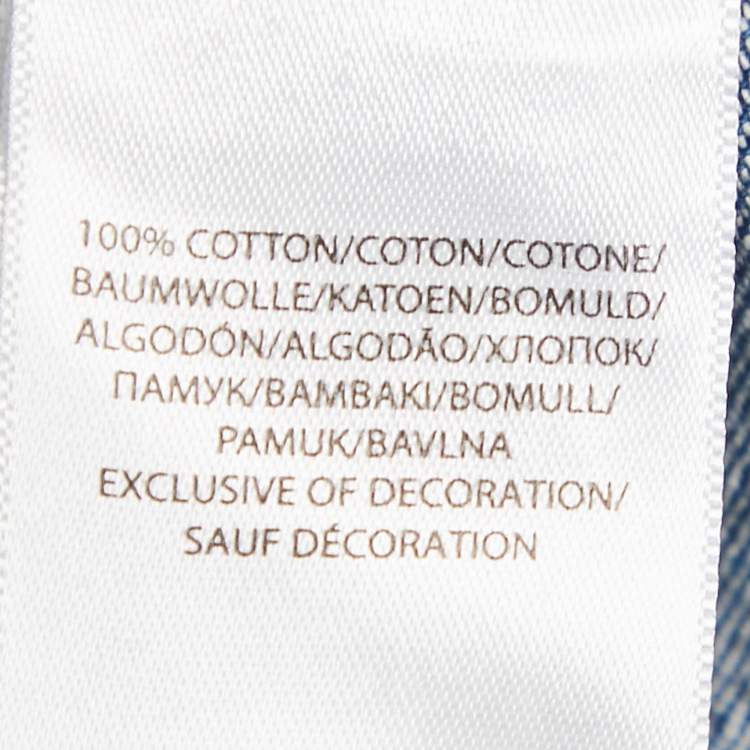 100% COTTON/COTON/COTONE/
BAUMWOLLE/KATOEN/BOMULD/
ALGODÓN/ALGODÃO/ХЛОПОК/
ПАМУК/BAMBAKI/BOMULL/
PAMUK/BAVLNA
EXCLUSIVE OF DECORATION/
SAUF DÉCORATION